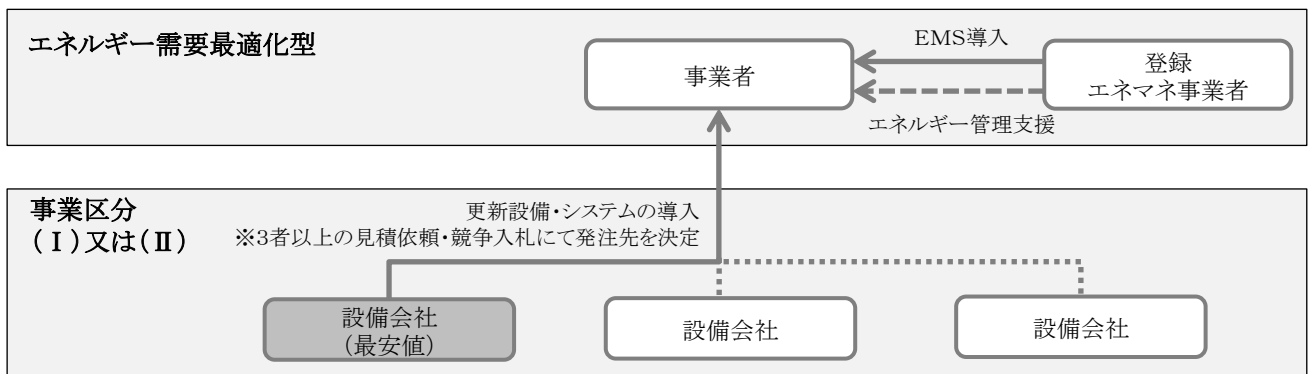 エネルギー需要最適化型
EMS導入
事業者
登録
エネマネ事業者
エネルギー管理支援
事業区分
(Ⅰ)又は(Ⅱ)
更新設備・システムの導入
※3者以上の見積依頼・競争入札にて発注先を決定
設備会社
(最安値)
設備会社
設備会社